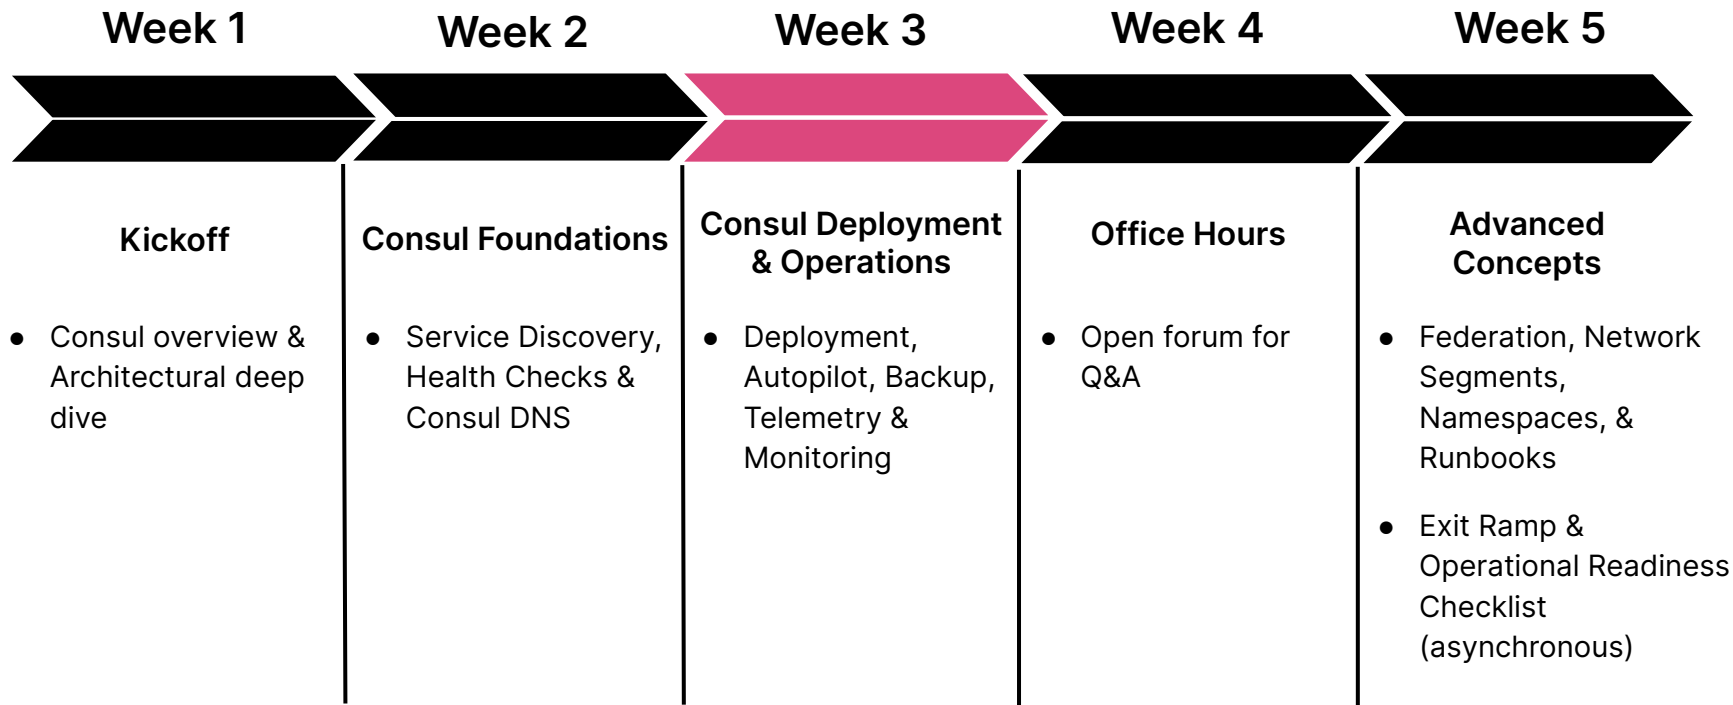 Week 1
Week 2
Week 3
Week 4
Week 5
Kickoff
● Consul overview &
Architectural deep
dive
Consul Foundations
● Service Discovery,
Health Checks &
Consul DNS
Consul Deployment
& Operations
● Deployment,
Autopilot, Backup,
Telemetry &
Monitoring
Office Hours
● Open forum for
Q&A
Advanced
Concepts
● Federation, Network
Segments,
Namespaces, &
Runbooks
● Exit Ramp &
Operational Readiness
Checklist
(asynchronous)